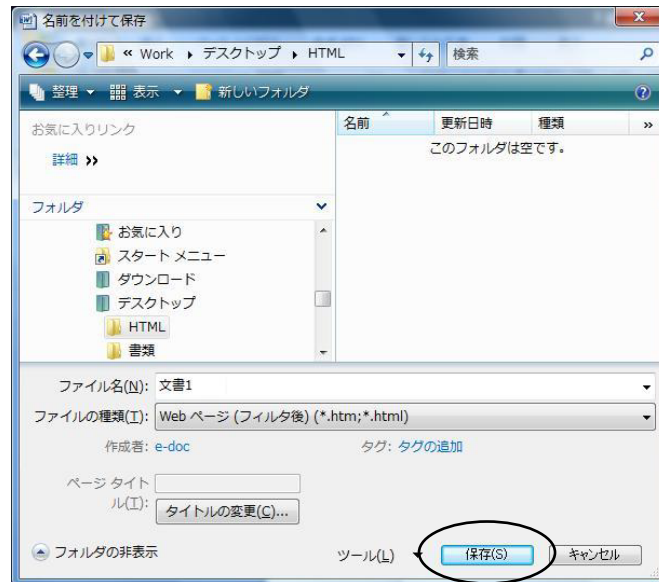 名前を付けて保存
« Work ▸ デスクトップ ▸ HTML 検索
整理 表示 新しいフォルダ
お気に入りリンク
詳細 »
名前 更新日時 種類 »
このフォルダは空です。
フォルダ
お気に入り
スタート メニュー
ダウンロード
デスクトップ
HTML
書類
ファイル名(N): 文書1
ファイルの種類(T): Web ページ (フィルタ後) (*.htm;*.html)
作成者: e-doc タグ: タグの追加
ページ タイト
ル(T):
タイトルの変更(C)...
フォルダの非表示 ツール(L) 保存(S) キャンセル